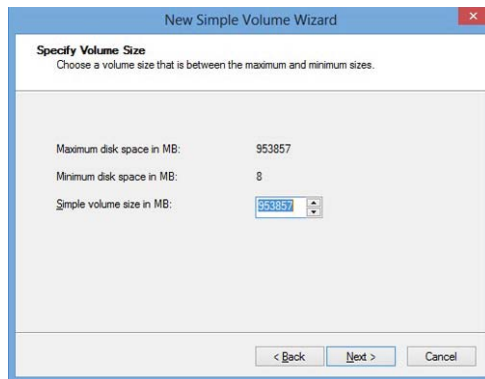 New Simple Volume Wizard
Specify Volume Size
Choose a volume size that is between the maximum and minimum sizes.
Maximum disk space in MB: 953857
Minimum disk space in MB: 8
Simple volume size in MB: 953857
< Back Next > Cancel